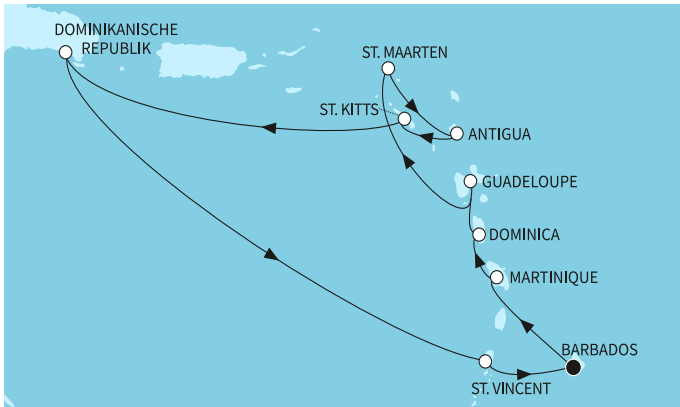 DOMINIKANISCHE
REPUBLIK
ST. MAARTEN
ST. KITTS
ANTIGUA
GUADELOUPE
DOMINICA
MARTINIQUE
BARBADOS
ST. VINCENT